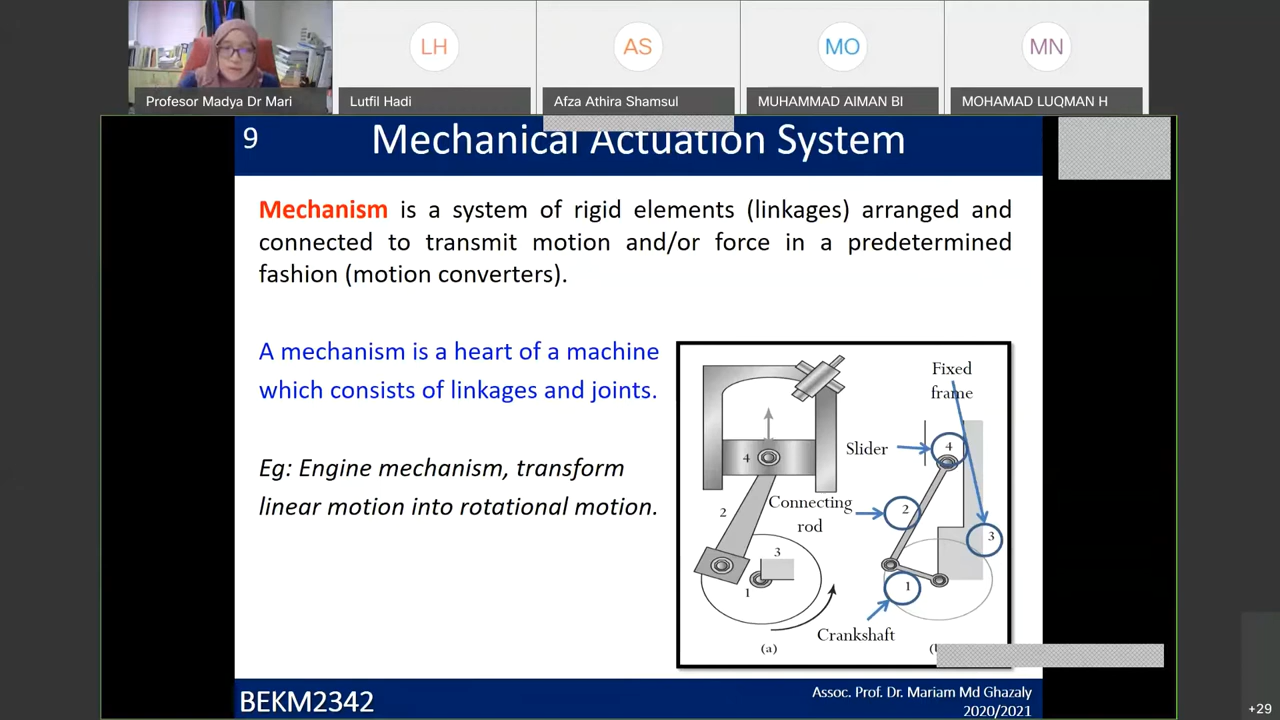 LH
AS
MO
MN
Profesor Madya Dr Mari
Lutfil Hadi
Afza Athira Shamsul
MUHAMMAD AIMAN BI
MOHAMAD LUQMAN H
9
Mechanical Actuation System
Mechanism is a system of rigid elements (linkages) arranged and
connected to transmit motion and/or force in a predetermined
fashion (motion converters).
A mechanism is a heart of a machine
which consists of linkages and joints.
Eg: Engine mechanism, transform
linear motion into rotational motion.
4
2
3
1
(a)
Fixed
frame
Slider
4
Connecting
rod
2
3
1
Crankshaft
BEKM2342
Assoc. Prof. Dr. Mariam Md Ghazaly
2020/2021
+29